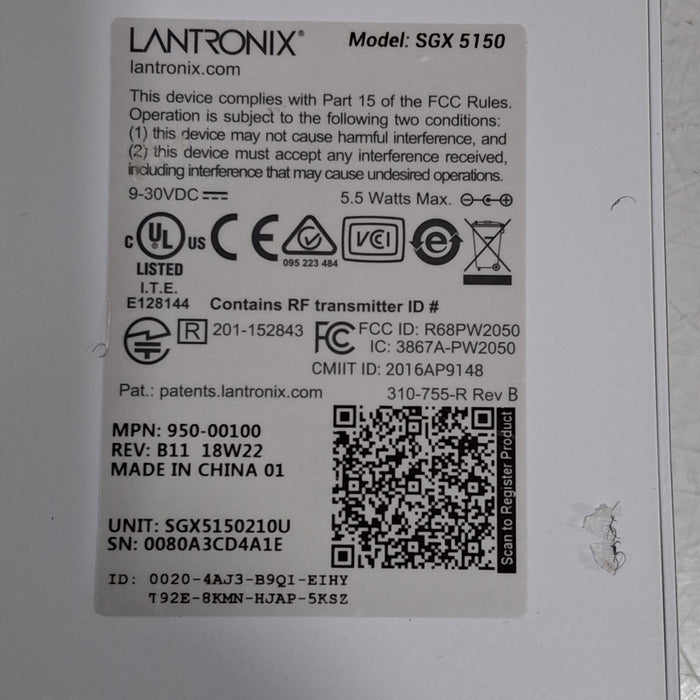 LANTRONIX®
Model: SGX 5150
lantronix.com
This device complies with Part 15 of the FCC Rules.
Operation is subject to the following two conditions:
(1) this device may not cause harmful interference, and
(2) this device must accept any interference received,
including interference that may cause undesired operations.
9-30VDC
5.5 Watts Max.
C UL US CE VCI e
LISTED
095 223 484
I.T.E.
E128144 Contains RF transmitter ID #
R 201-152843 FC FCC ID: R68PW2050
IC: 3867A-PW2050
CMIIT ID: 2016AP9148
Pat.: patents.lantronix.com
310-755-R Rev B
MPN: 950-00100
REV: B11 18W22
MADE IN CHINA 01
UNIT: SGX5150210U
SN: 0080A3CD4A1E
Scan to Register Product
ID: 0020-4AJ3-B9QI-EIHY
T92E-8KMN-HJAP-5KSZ